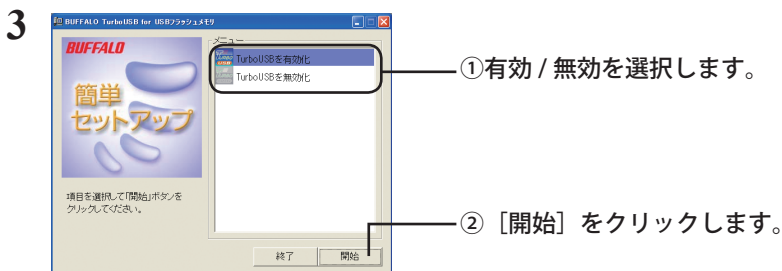 3
BUFFALO TurboUSB for USBフラッシュメモリ
BUFFALO
簡単
セットアップ
項目を選択して「開始」ボタンを
クリックしてください。
メニュー
TurboUSBを有効化
TurboUSBを無効化
終了
開始
①有効 / 無効を選択します。
②［開始］をクリックします。